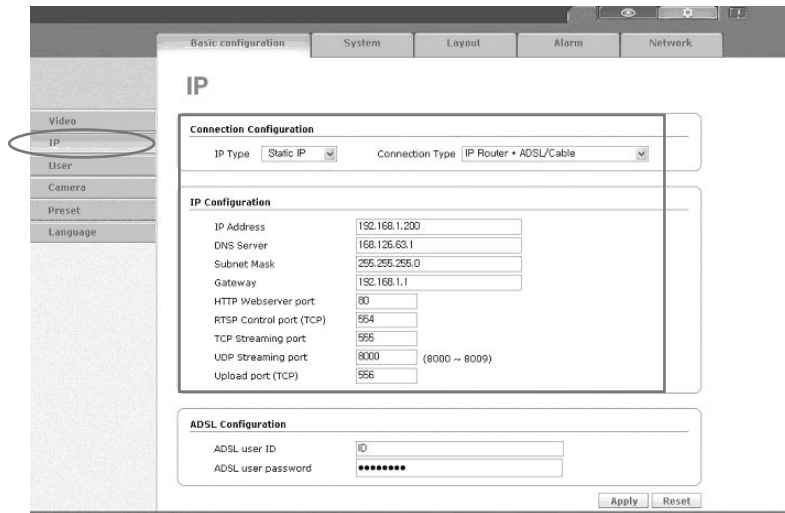 Basic configuration System Layout Alarm Network
IP
Video
IP
User
Camera
Preset
Language
Connection Configuration
IP Type Static IP Connection Type IP Router + ADSL/Cable
IP Configuration
IP Address 192.168.1.200
DNS Server 168.126.63.1
Subnet Mask 255.255.255.0
Gateway 192.168.1.1
HTTP Webserver port 80
RTSP Control port (TCP) 554
TCP Streaming port 555
UDP Streaming port 8000 (8000 ~ 8009)
Upload port (TCP) 556
ADSL Configuration
ADSL user ID ID
ADSL user password ●●●●●●●●
Apply Reset